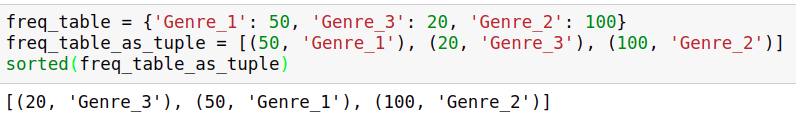 freq_table = {'Genre_1': 50, 'Genre_3': 20, 'Genre_2': 100}
freq_table_as_tuple = [(50, 'Genre_1'), (20, 'Genre_3'), (100, 'Genre_2')]
sorted(freq_table_as_tuple)
[(20, 'Genre_3'), (50, 'Genre_1'), (100, 'Genre_2')]